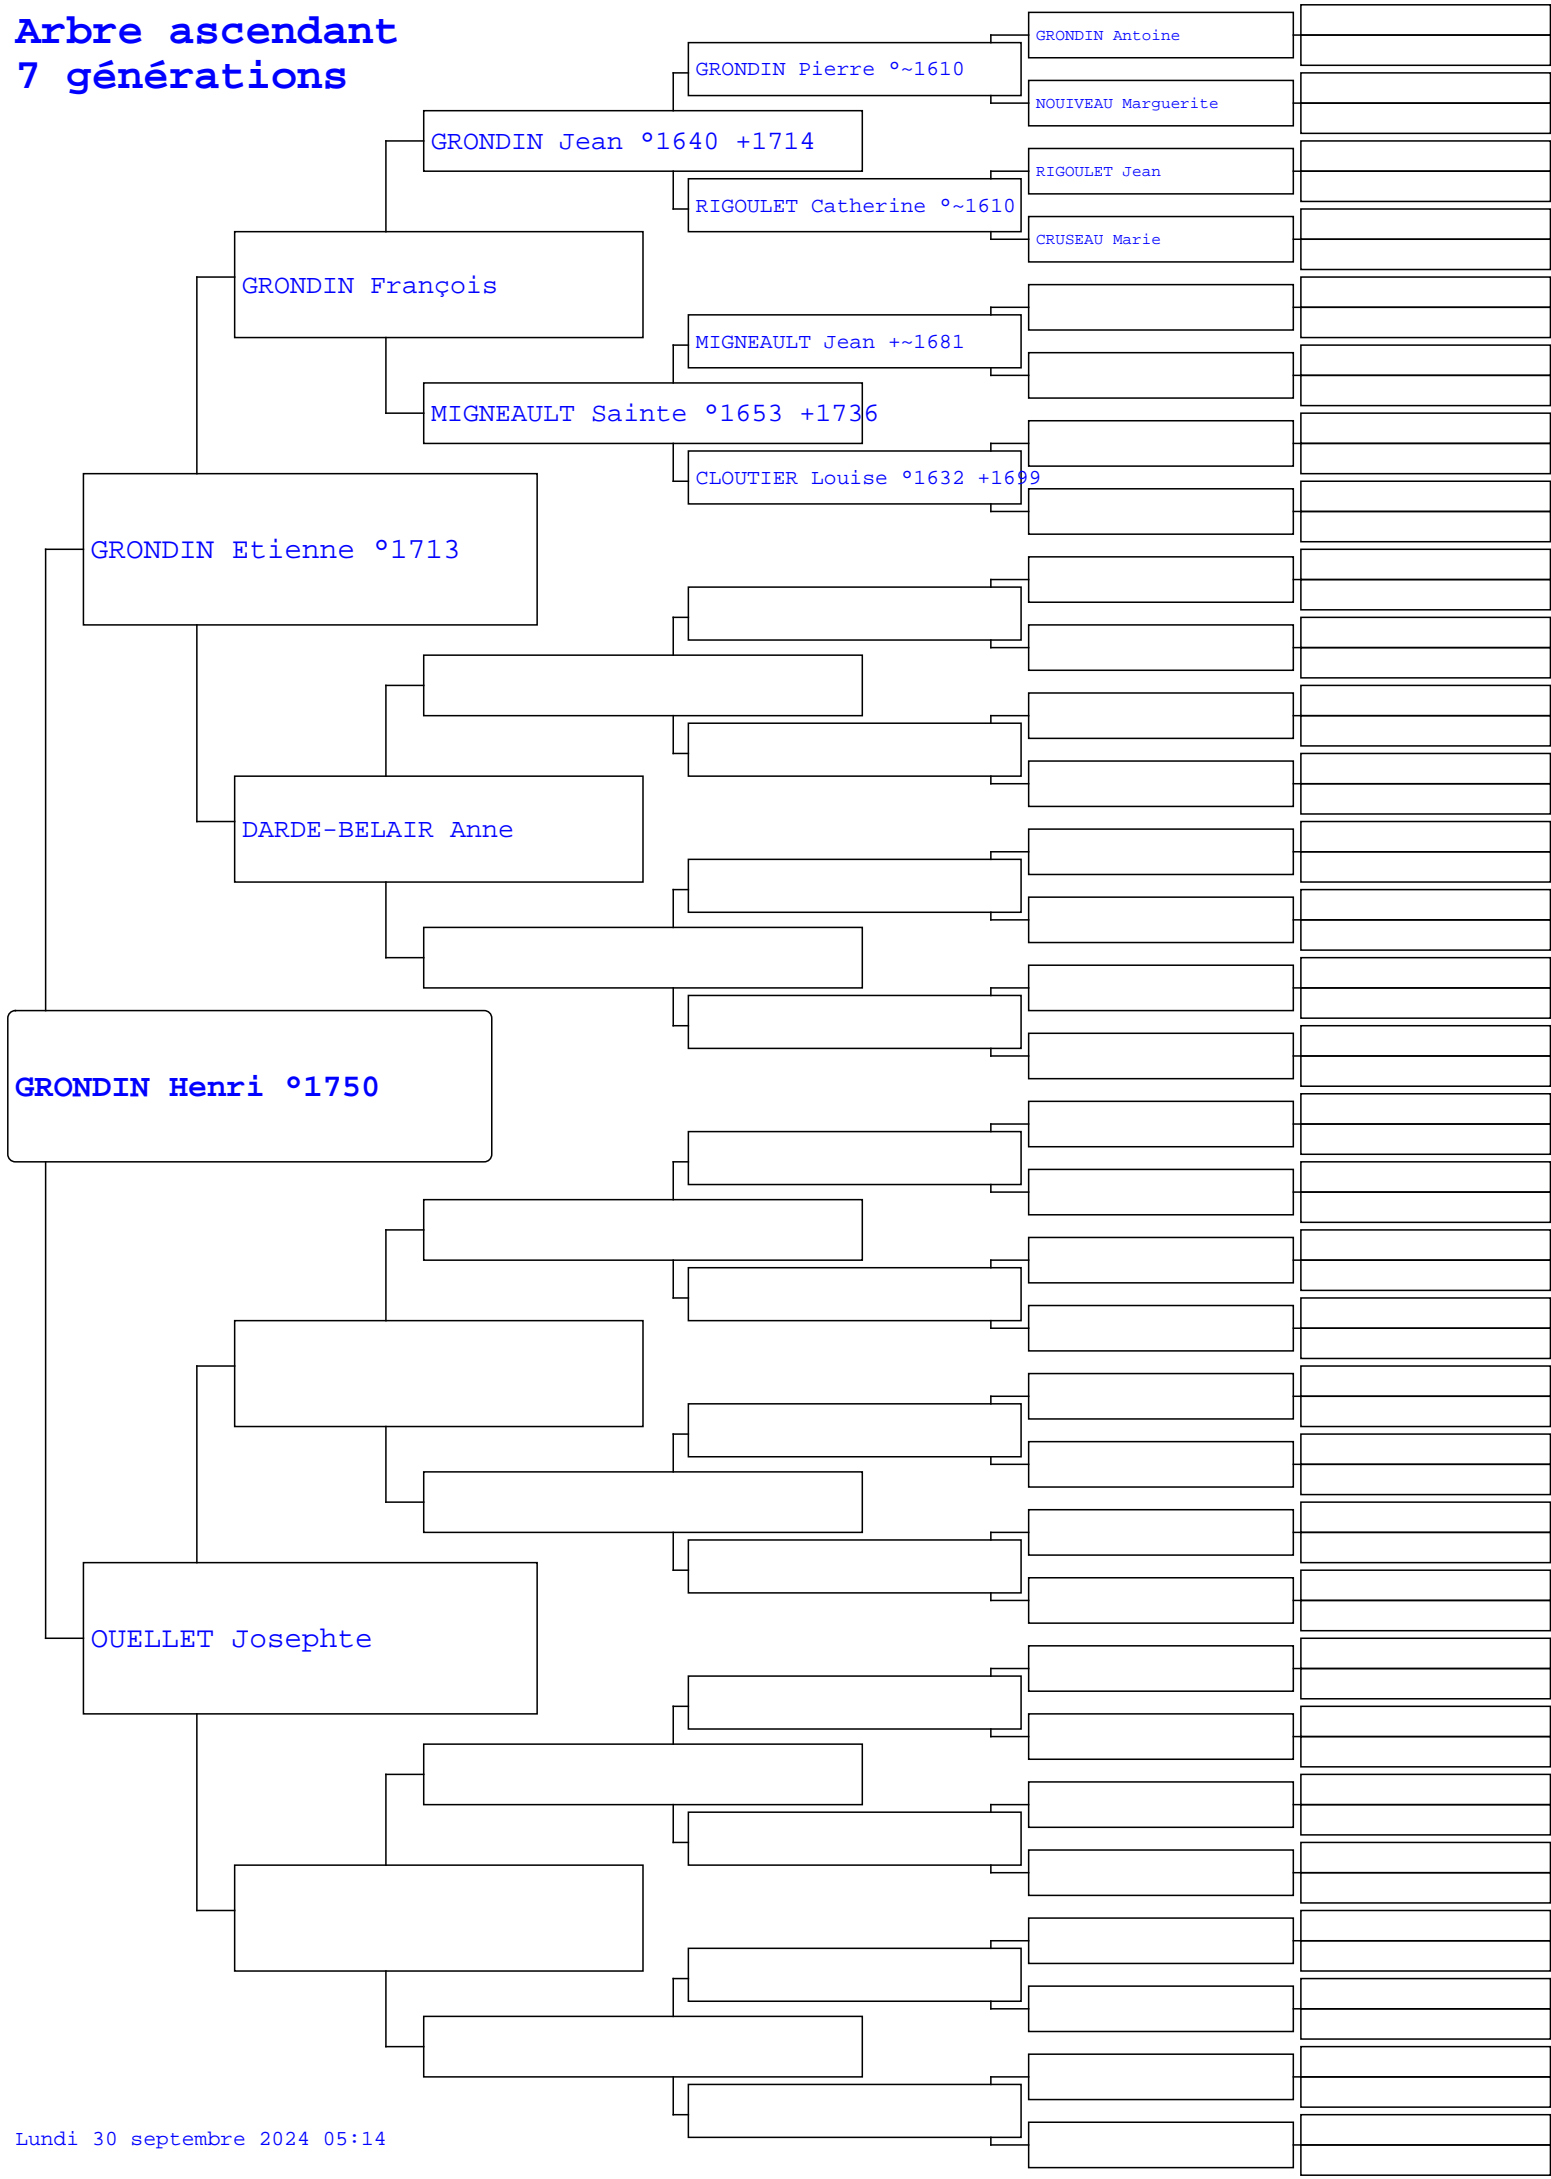 Arbre ascendant
7 générations
GRONDIN Antoine
GRONDIN Pierre °~1610
NOUIVEAU Marguerite
GRONDIN Jean °1640 +1714
RIGOULET Jean
RIGOULET Catherine °~1610
CRUSEAU Marie
GRONDIN François
MIGNEAULT Jean +~1681
MIGNEAULT Sainte °1653 +1736
CLOUTIER Louise °1632 +1699
GRONDIN Etienne °1713
DARDE-BELAIR Anne
GRONDIN Henri °1750
OUELLET Josephte
Lundi 30 septembre 2024 05:14